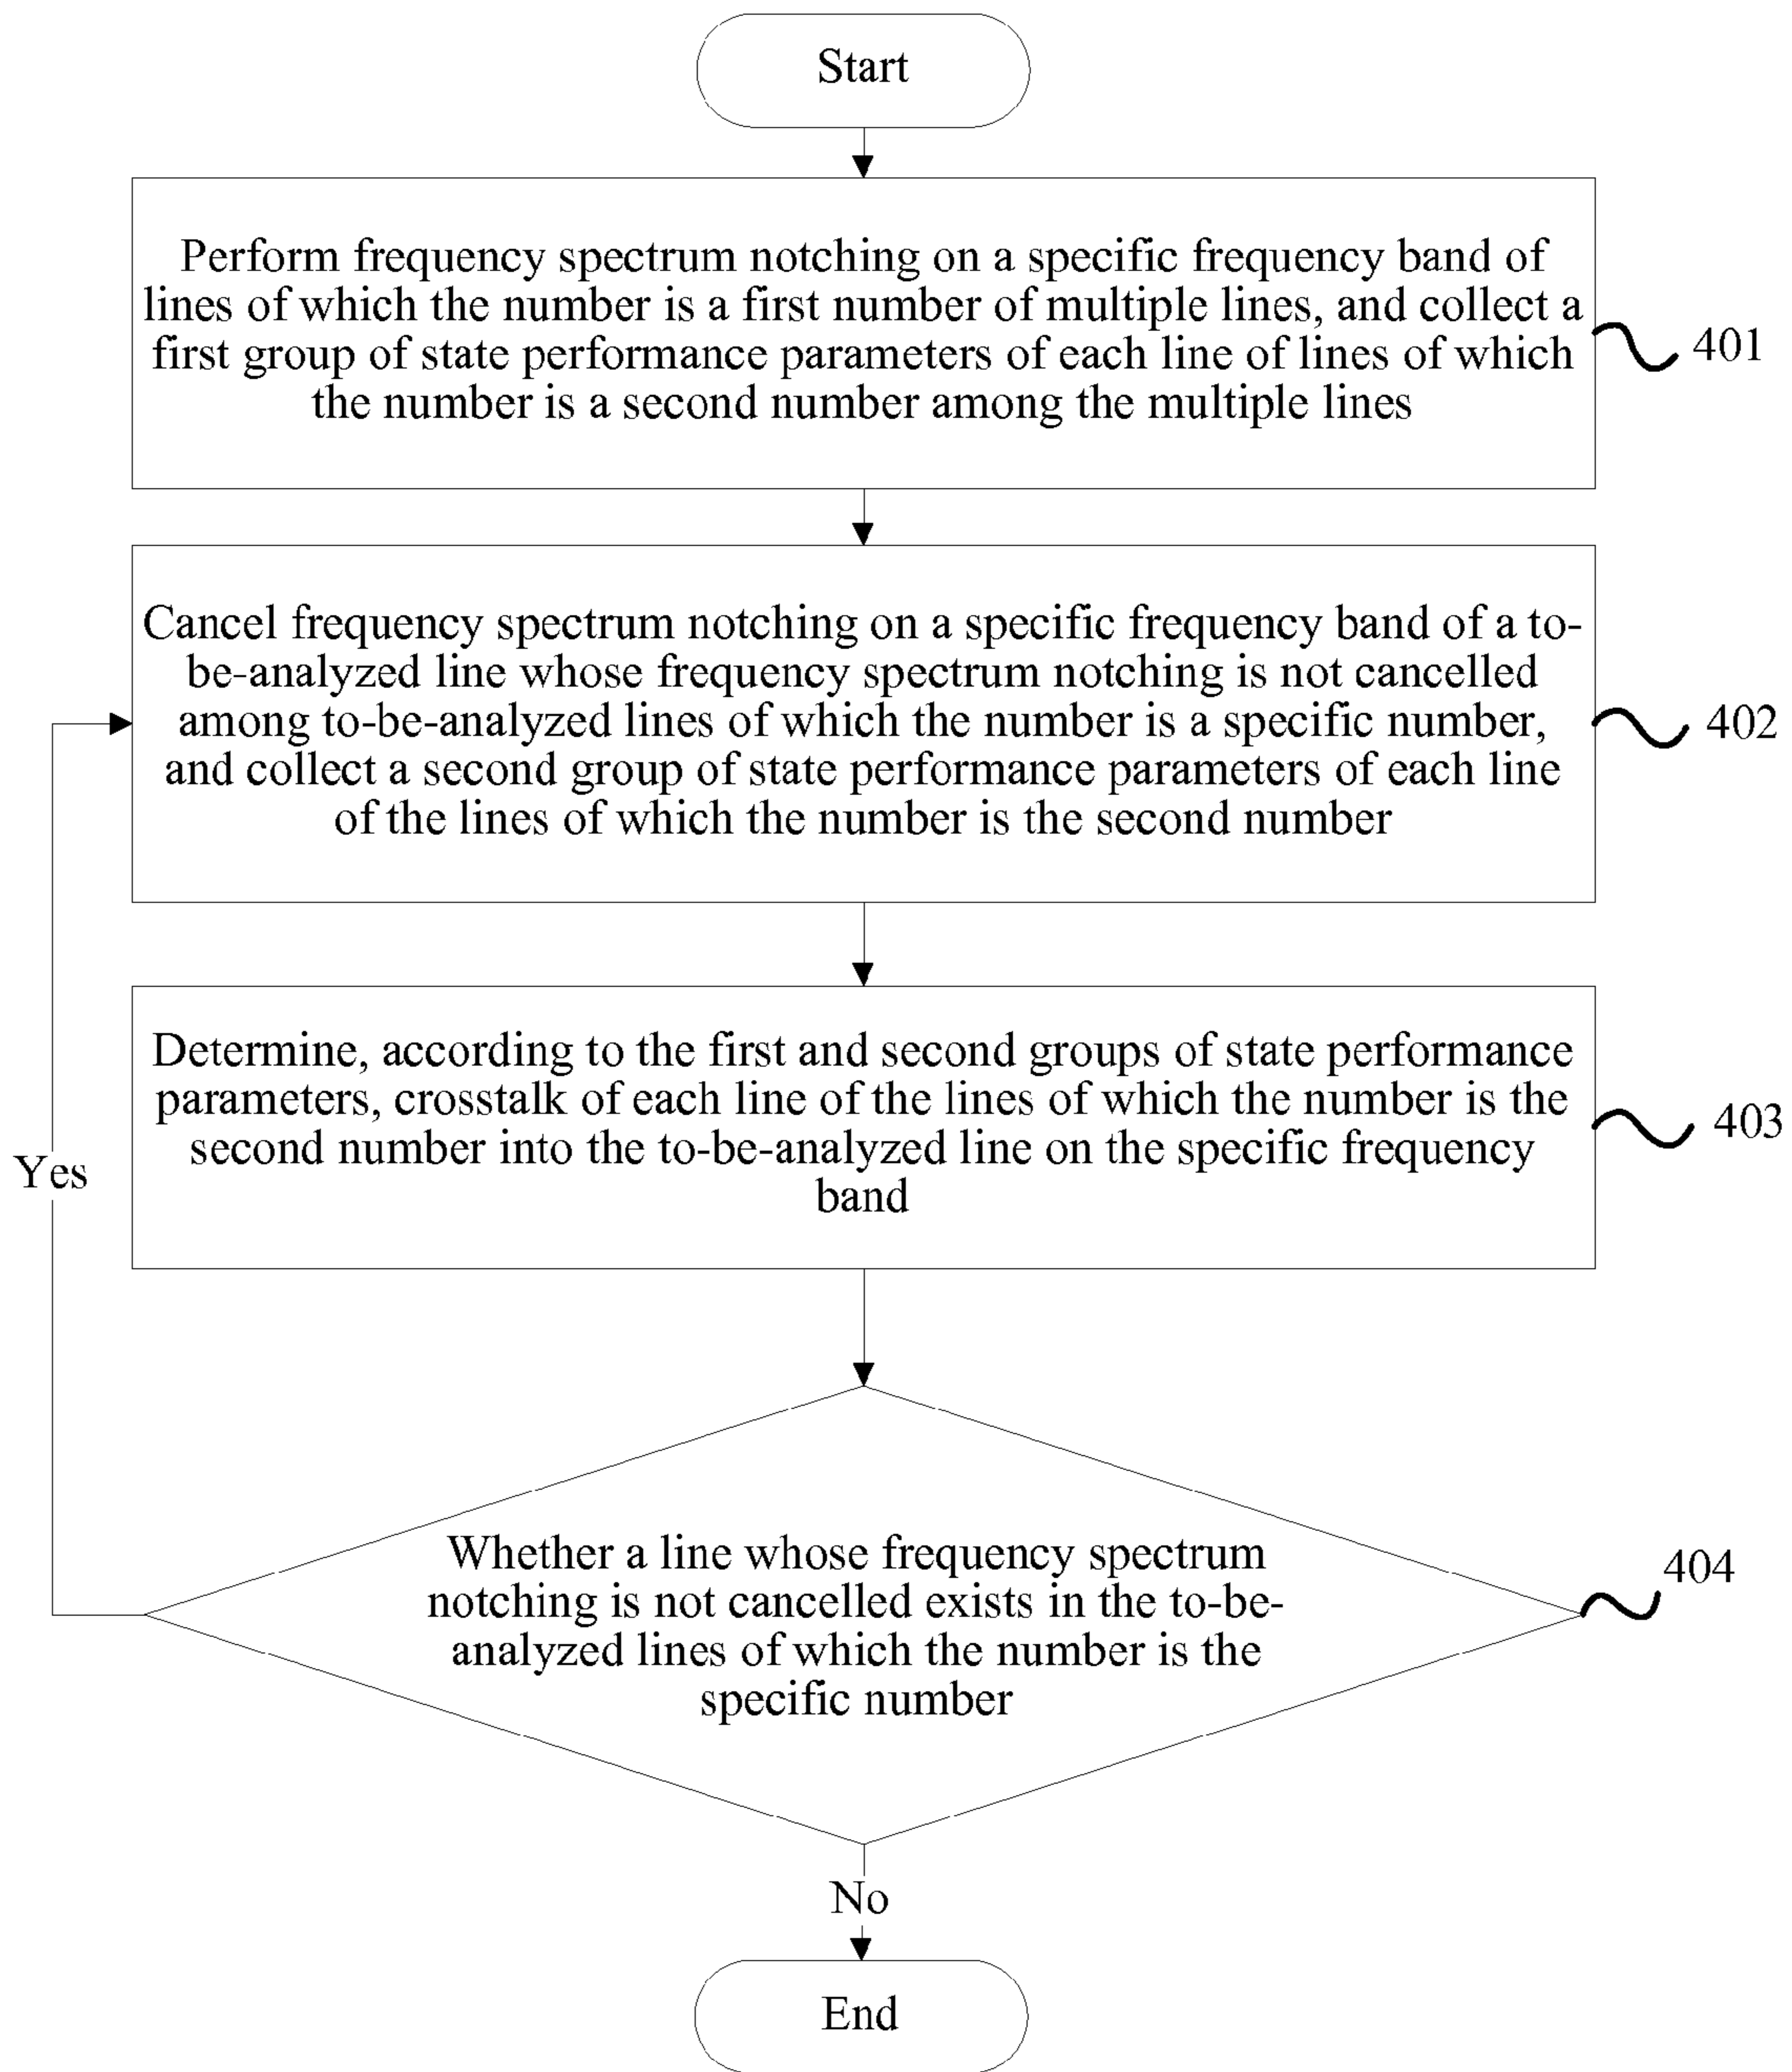 Start
Perform frequency spectrum notching on a specific frequency band of
lines of which the number is a first number of multiple lines, and collect a
first group of state performance parameters of each line of lines of which
the number is a second number among the multiple lines
401
Cancel frequency spectrum notching on a specific frequency band of a to-
be-analyzed line whose frequency spectrum notching is not cancelled
among to-be-analyzed lines of which the number is a specific number,
and collect a second group of state performance parameters of each line
of the lines of which the number is the second number
402
Determine, according to the first and second groups of state performance
parameters, crosstalk of each line of the lines of which the number is the
second number into the to-be-analyzed line on the specific frequency
band
403
Yes
Whether a line whose frequency spectrum
notching is not cancelled exists in the to-be-
analyzed lines of which the number is the
specific number
404
No
End